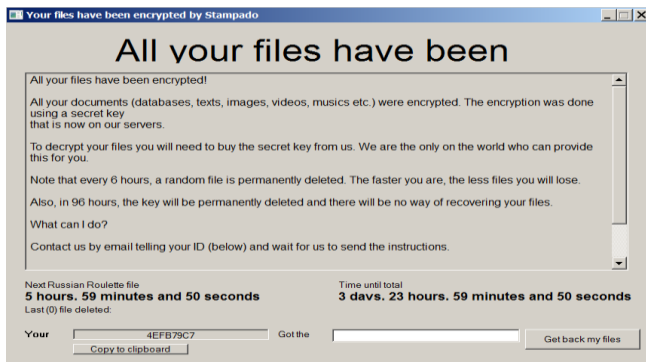 Your files have been encrypted by Stampado
All your files have been
All your files have been encrypted!
All your documents (databases, texts, images, videos, musics etc.) were encrypted. The encryption was done
using a secret key
that is now on our servers.
To decrypt your files you will need to buy the secret key from us. We are the only on the world who can provide
this for you.
Note that every 6 hours, a random file is permanently deleted. The faster you are, the less files you will lose.
Also, in 96 hours, the key will be permanently deleted and there will be no way of recovering your files.
What can I do?
Contact us by email telling your ID (below) and wait for us to send the instructions.
Next Russian Roulette file
5 hours. 59 minutes and 50 seconds
Last (0) file deleted:
Time until total
3 days. 23 hours. 59 minutes and 50 seconds
Your 4EFB79C7 Got the Get back my files
Copy to clipboard